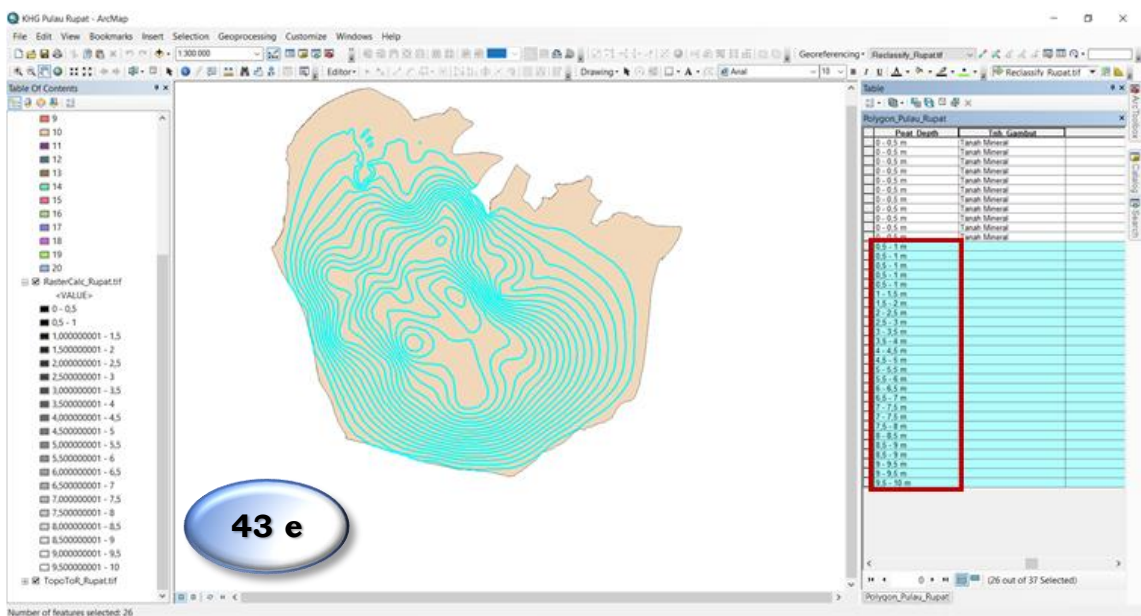 KHG Pulau Rupat - ArcMap
File Edit View Bookmarks Insert Selection Geoprocessing Customize Windows Help
1:300.000
Georeferencing
Reclassify_Rupat.tif
Editor
Drawing
Arial
10
B I U
Reclassify Rupat.tif
Table Of Contents
9
10
11
12
13
14
15
16
17
18
19
20
RasterCalc_Rupat.tif
<VALUE>
0 - 0,5
0,5 - 1
1,000000001 - 1,5
1,500000001 - 2
2,000000001 - 2,5
2,500000001 - 3
3,000000001 - 3,5
3,500000001 - 4
4,000000001 - 4,5
4,500000001 - 5
5,000000001 - 5,5
5,500000001 - 6
6,000000001 - 6,5
6,500000001 - 7
7,000000001 - 7,5
7,500000001 - 8
8,000000001 - 8,5
8,500000001 - 9
9,000000001 - 9,5
9,500000001 - 10
TopoToR_Rupat.tif
43 e
Table
Polygon_Pulau_Rupat
Peat Depth Tnh_Gambut
0 - 0,5 m Tanah Mineral
0 - 0,5 m Tanah Mineral
0 - 0,5 m Tanah Mineral
0 - 0,5 m Tanah Mineral
0 - 0,5 m Tanah Mineral
0 - 0,5 m Tanah Mineral
0 - 0,5 m Tanah Mineral
0 - 0,5 m Tanah Mineral
0 - 0,5 m Tanah Mineral
0 - 0,5 m Tanah Mineral
0 - 0,5 m Tanah Mineral
0,5 - 1 m
0,5 - 1 m
0,5 - 1 m
0,5 - 1 m
0,5 - 1 m
1 - 1,5 m
1,5 - 2 m
2 - 2,5 m
2,5 - 3 m
3 - 3,5 m
3,5 - 4 m
4 - 4,5 m
4,5 - 5 m
5 - 5,5 m
5,5 - 6 m
6 - 6,5 m
6,5 - 7 m
7 - 7,5 m
7 - 7,5 m
7,5 - 8 m
8 - 8,5 m
8,5 - 9 m
8,5 - 9 m
9 - 9,5 m
9 - 9,5 m
9,5 - 10 m
0
(26 out of 37 Selected)
Polygon_Pulau_Rupat
ArcToolbox
Catalog
Search
Number of features selected: 26